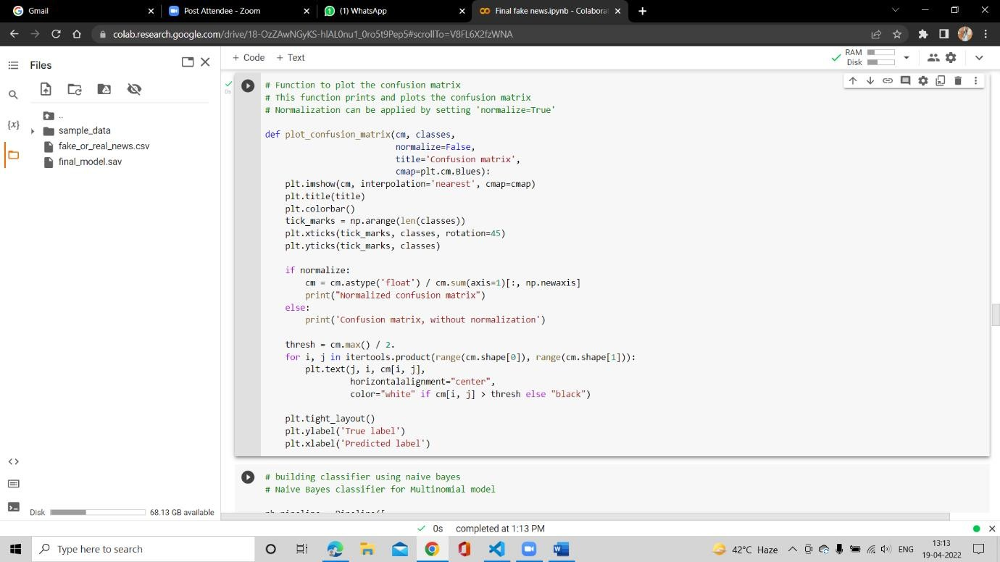 Gmail
Post Attendee - Zoom
(1) WhatsApp
Final fake news.ipynb - Colabora
colab.research.google.com/drive/18-OzZAwNGyKS-hlAL0nu1_0ro5t9Pep5#scrollTo=V8FL6X2fzWNA
Files
+ Code + Text
RAM
Disk
..
sample_data
fake_or_real_news.csv
final_model.sav
{x}
0s
# Function to plot the confusion matrix
# This function prints and plots the confusion matrix
# Normalization can be applied by setting 'normalize=True'
def plot_confusion_matrix(cm, classes,
normalize=False,
title='Confusion matrix',
cmap=plt.cm.Blues):
plt.imshow(cm, interpolation='nearest', cmap=cmap)
plt.title(title)
plt.colorbar()
tick_marks = np.arange(len(classes))
plt.xticks(tick_marks, classes, rotation=45)
plt.yticks(tick_marks, classes)
if normalize:
cm = cm.astype('float') / cm.sum(axis=1)[:, np.newaxis]
print("Normalized confusion matrix")
else:
print('Confusion matrix, without normalization')
thresh = cm.max() / 2.
for i, j in itertools.product(range(cm.shape[0]), range(cm.shape[1])):
plt.text(j, i, cm[i, j],
horizontalalignment="center",
color="white" if cm[i, j] > thresh else "black")
plt.tight_layout()
plt.ylabel('True label')
plt.xlabel('Predicted label')
# building classifier using naive bayes
# Naive Bayes classifier for Multinomial model
Disk 68.13 GB available
0s completed at 1:13 PM
Type here to search
42°C Haze
ENG
13:13
19-04-2022